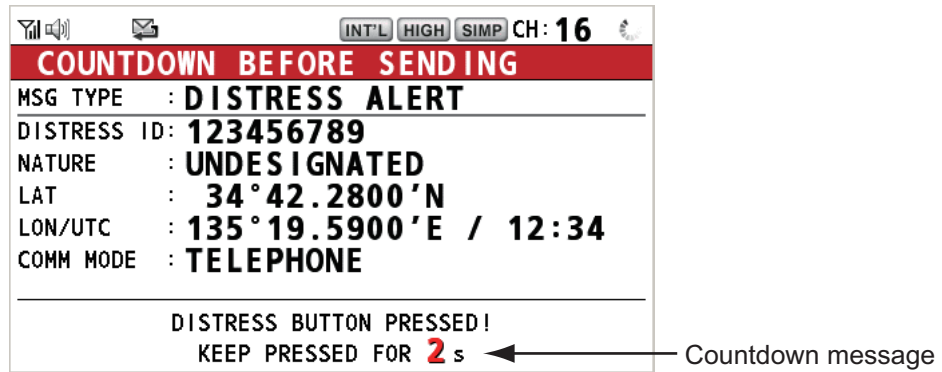 INT'L HIGH SIMP CH: 16
COUNTDOWN BEFORE SENDING
MSG TYPE : DISTRESS ALERT
DISTRESS ID: 123456789
NATURE : UNDESIGNATED
LAT : 34°42.2800'N
LON/UTC : 135°19.5900'E / 12:34
COMM MODE : TELEPHONE
DISTRESS BUTTON PRESSED!
KEEP PRESSED FOR 2 s
Countdown message